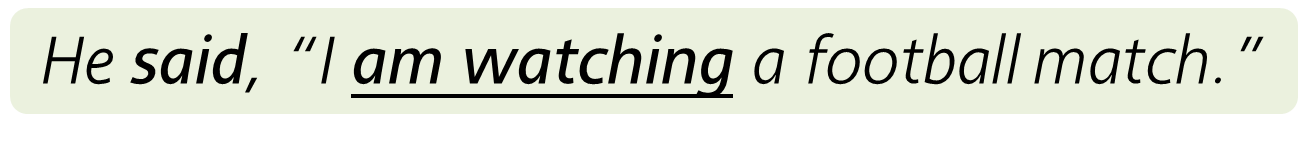 He said, “I am watching a football match.”